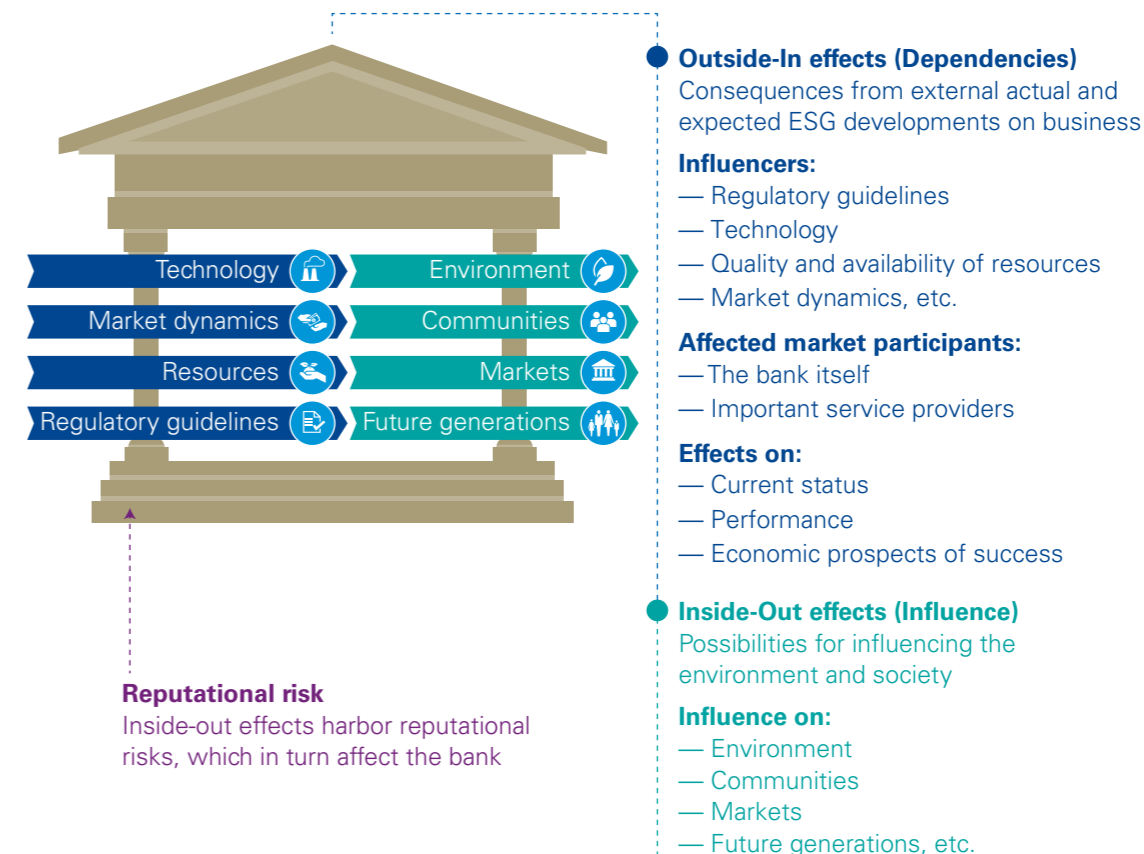 Technology
Environment
Market dynamics
Communities
Resources
Markets
Regulatory guidelines
Future generations
Reputational risk
Inside-out effects harbor reputational
risks, which in turn affect the bank
Outside-In effects (Dependencies)
Consequences from external actual and
expected ESG developments on business
Influencers:
— Regulatory guidelines
— Technology
— Quality and availability of resources
— Market dynamics, etc.
Affected market participants:
— The bank itself
— Important service providers
Effects on:
— Current status
— Performance
— Economic prospects of success
Inside-Out effects (Influence)
Possibilities for influencing the
environment and society
Influence on:
— Environment
— Communities
— Markets
— Future generations, etc.